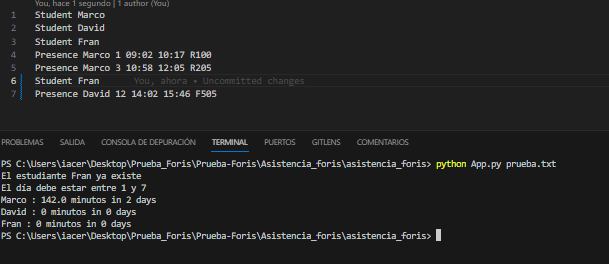 You, hace 1 segundo | 1 author (You)
1 Student Marco
2 Student David
3 Student Fran
4 Presence Marco 1 09:02 10:17 R100
5 Presence Marco 3 10:58 12:05 R205
6 Student Fran You, ahora • Uncommitted changes
7 Presence David 12 14:02 15:46 F505
PROBLEMAS SALIDA CONSOLA DE DEPURACIÓN TERMINAL PUERTOS GITLENS COMENTARIOS
PS C:\Users\iacer\Desktop\Prueba_Foris\Prueba-Foris\Asistencia_foris\asistencia_foris> python App.py prueba.txt
El estudiante Fran ya existe
El día debe estar entre 1 y 7
Marco : 142.0 minutos in 2 days
David : 0 minutos in 0 days
Fran : 0 minutos in 0 days
PS C:\Users\iacer\Desktop\Prueba_Foris\Prueba-Foris\Asistencia_foris\asistencia_foris>